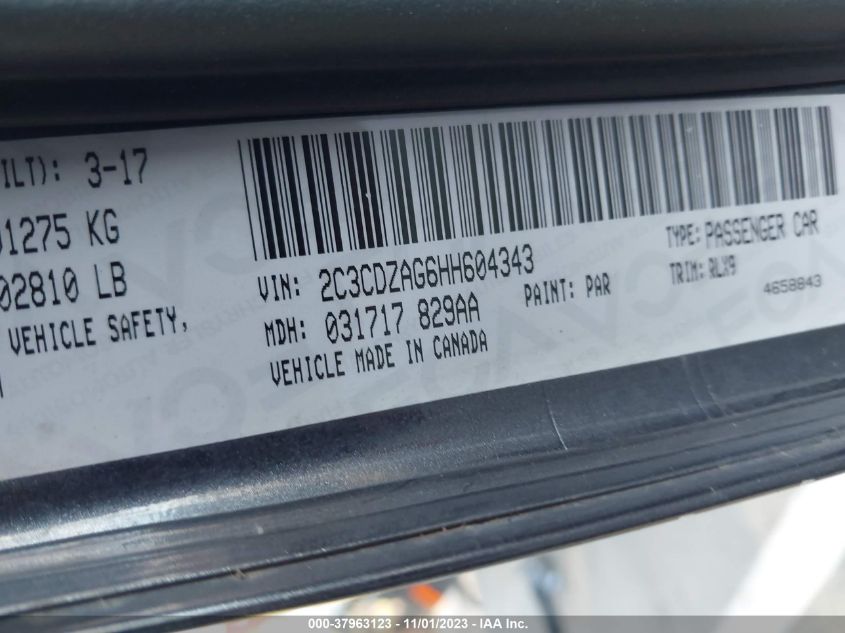 ILT): 3-17
1275 KG
02810 LB
VEHICLE SAFETY,
VIN: 2C3CDZAG6HH604343
MDH: 031717 829AA
VEHICLE MADE IN CANADA
PAINT: PAR
TYPE: PASSENGER CAR
TRIM: RLX9
4658843
000-37963123 - 11/01/2023 - IAA Inc.